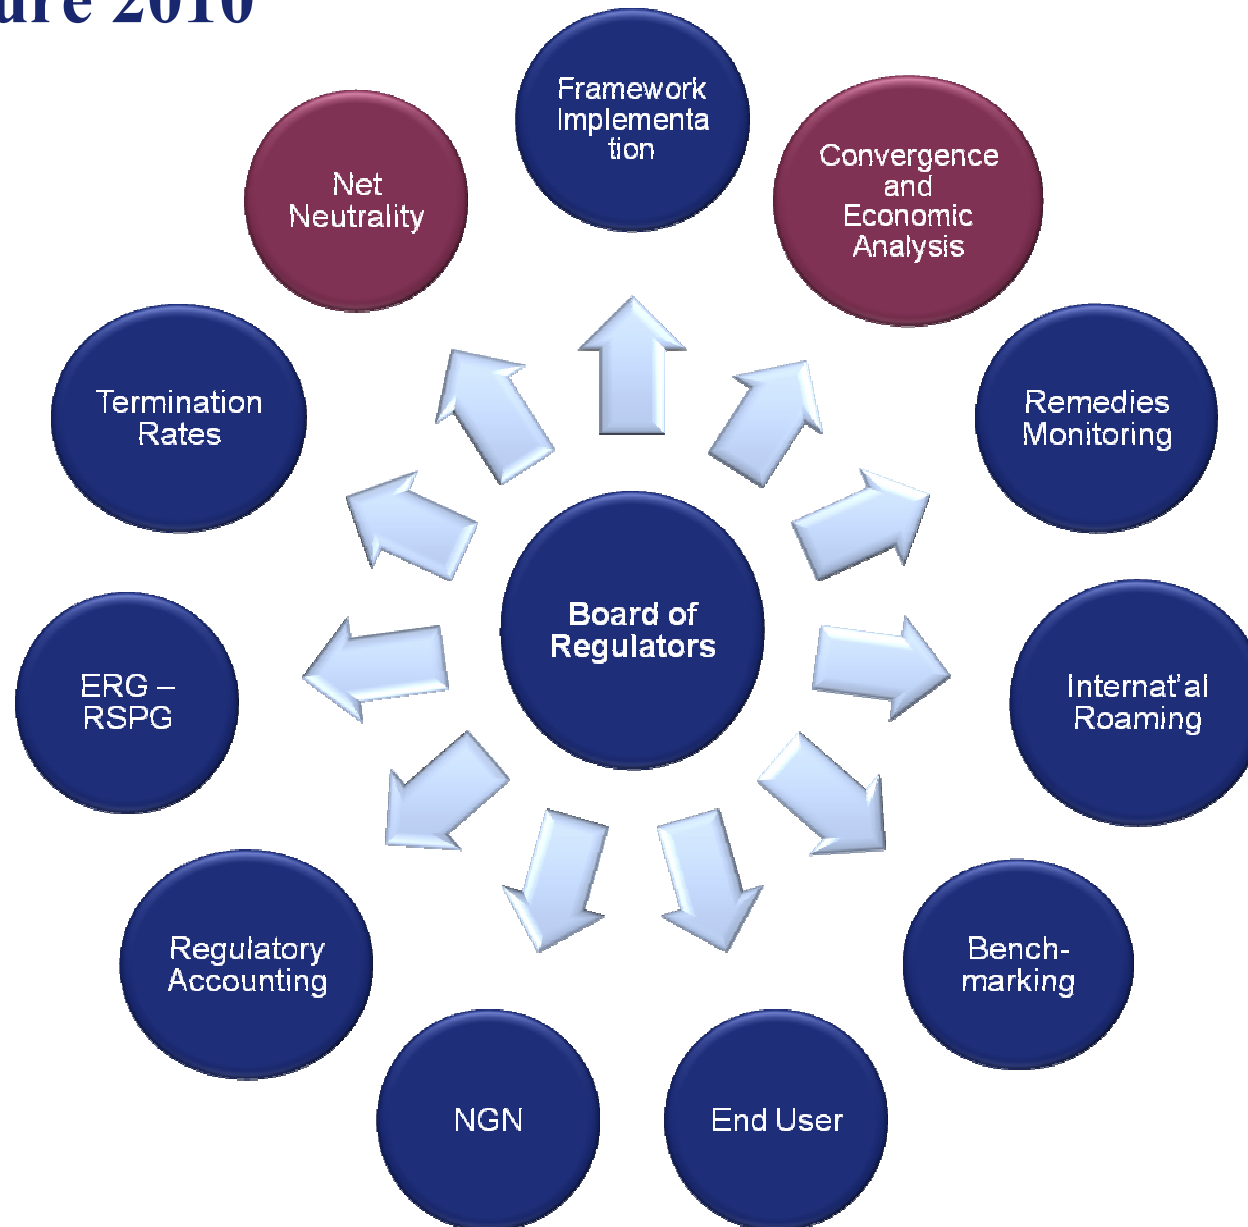 ure 2010
Framework
Implementa
tion
Convergence
and
Economic
Analysis
Net
Neutrality
Termination
Rates
Remedies
Monitoring
Board of
Regulators
ERG –
RSPG
Internat'al
Roaming
Regulatory
Accounting
Bench-
marking
NGN
End User